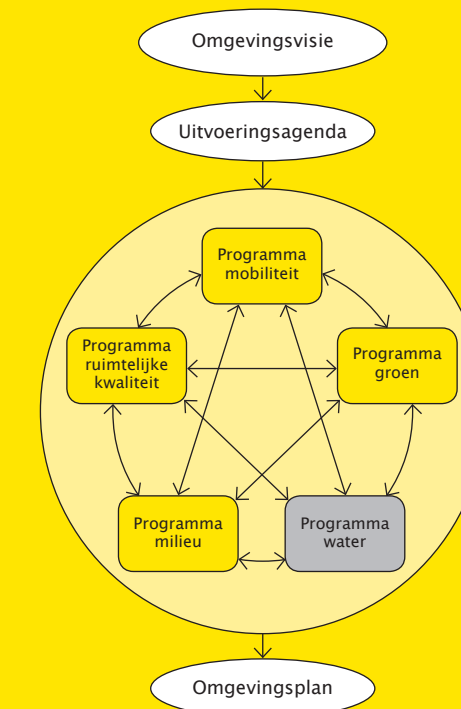 Omgevingsvisie
Uitvoeringsagenda
Programma
mobiliteit
Programma
ruimtelijke
kwaliteit
Programma
groen
Programma
milieu
Programma
water
Omgevingsplan